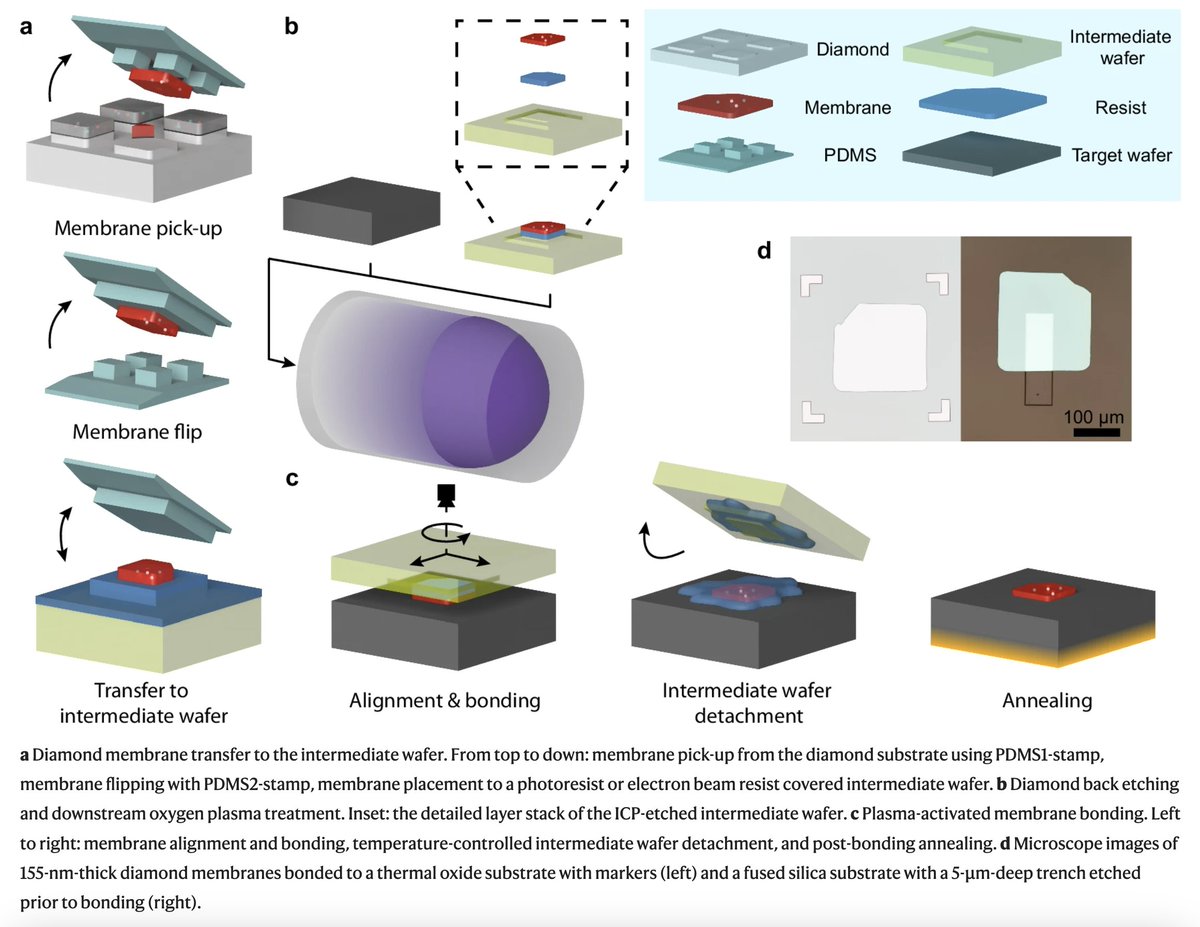 a
Membrane pick-up
Membrane flip
Transfer to
intermediate wafer
b
Diamond
Membrane
PDMS
Intermediate
wafer
Resist
Target wafer
d
100 μm
c
Alignment & bonding
Intermediate wafer
detachment
Annealing
a Diamond membrane transfer to the intermediate wafer. From top to down: membrane pick-up from the diamond substrate using PDMS1-stamp,
membrane flipping with PDMS2-stamp, membrane placement to a photoresist or electron beam resist covered intermediate wafer. b Diamond back etching
and downstream oxygen plasma treatment. Inset: the detailed layer stack of the ICP-etched intermediate wafer. c Plasma-activated membrane bonding. Left
to right: membrane alignment and bonding, temperature-controlled intermediate wafer detachment, and post-bonding annealing. d Microscope images of
155-nm-thick diamond membranes bonded to a thermal oxide substrate with markers (left) and a fused silica substrate with a 5-μm-deep trench etched
prior to bonding (right).